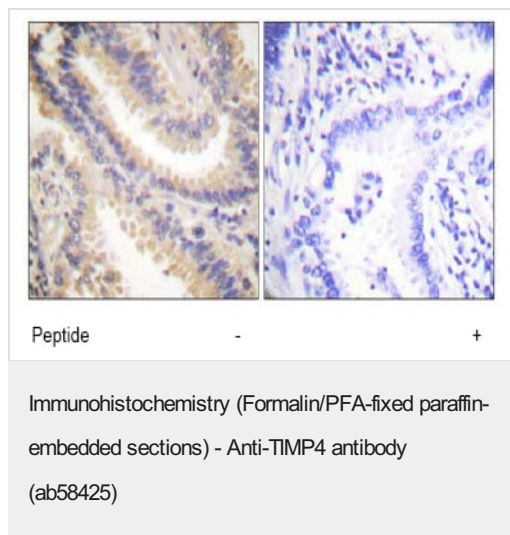 Peptide - +
Immunohistochemistry (Formalin/PFA-fixed paraffin-
embedded sections) - Anti-TIMP4 antibody
(ab58425)